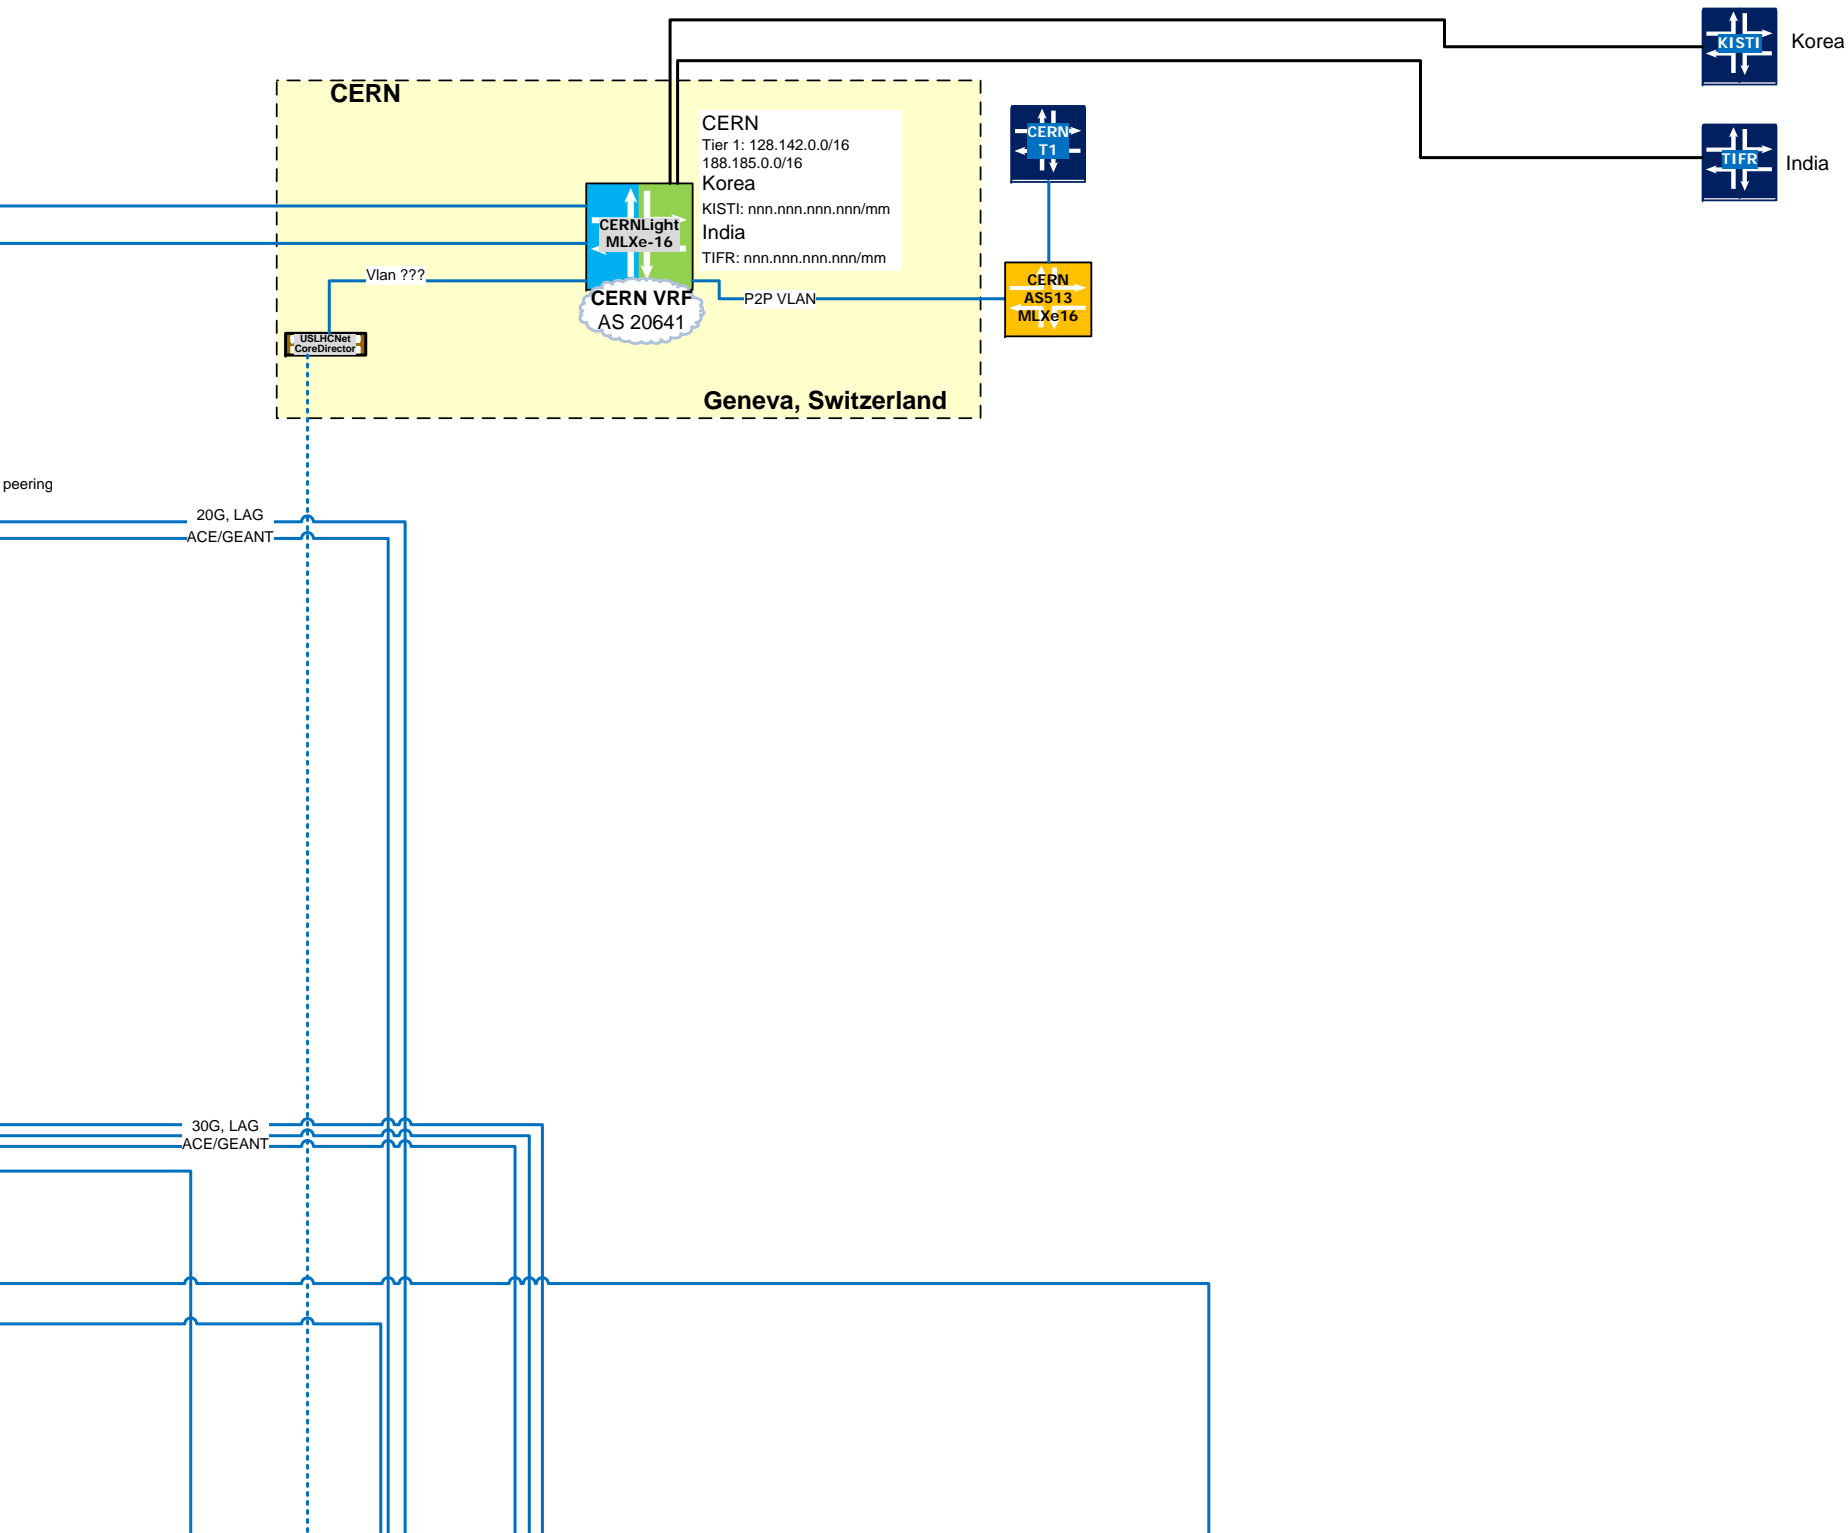 KISTI
Korea
CERN
CERN
Tier 1: 128.142.0.0/16
188.185.0.0/16
Korea
KISTI: nnn.nnn.nnn.nnn/mm
India
TIFR: nnn.nnn.nnn.nnn/mm
CERN
T1
TIFR
India
CERNLight
MLXe-16
Vlan ???
CERN VRF
AS 20641
P2P VLAN
CERN
AS513
MLXe16
USLHCNet
CoreDirector
Geneva, Switzerland
peering
20G, LAG
ACE/GEANT
30G, LAG
ACE/GEANT